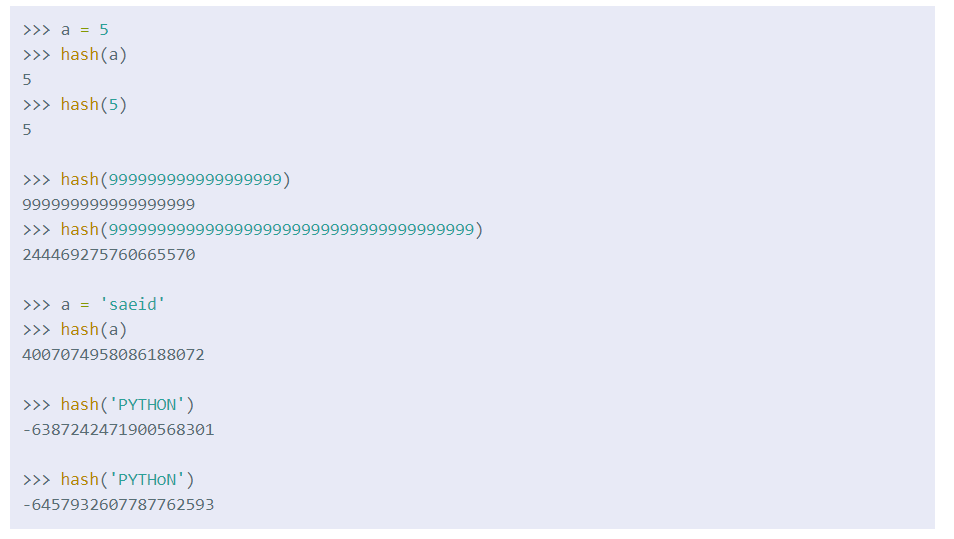 >>> a = 5
>>> hash(a)
5
>>> hash(5)
5
>>> hash(999999999999999999)
999999999999999999
>>> hash(99999999999999999999999999999999999999)
244469275760665570
>>> a = 'saeid'
>>> hash(a)
4007074958086188072
>>> hash('PYTHON')
-6387242471900568301
>>> hash('PYTHoN')
-6457932607787762593